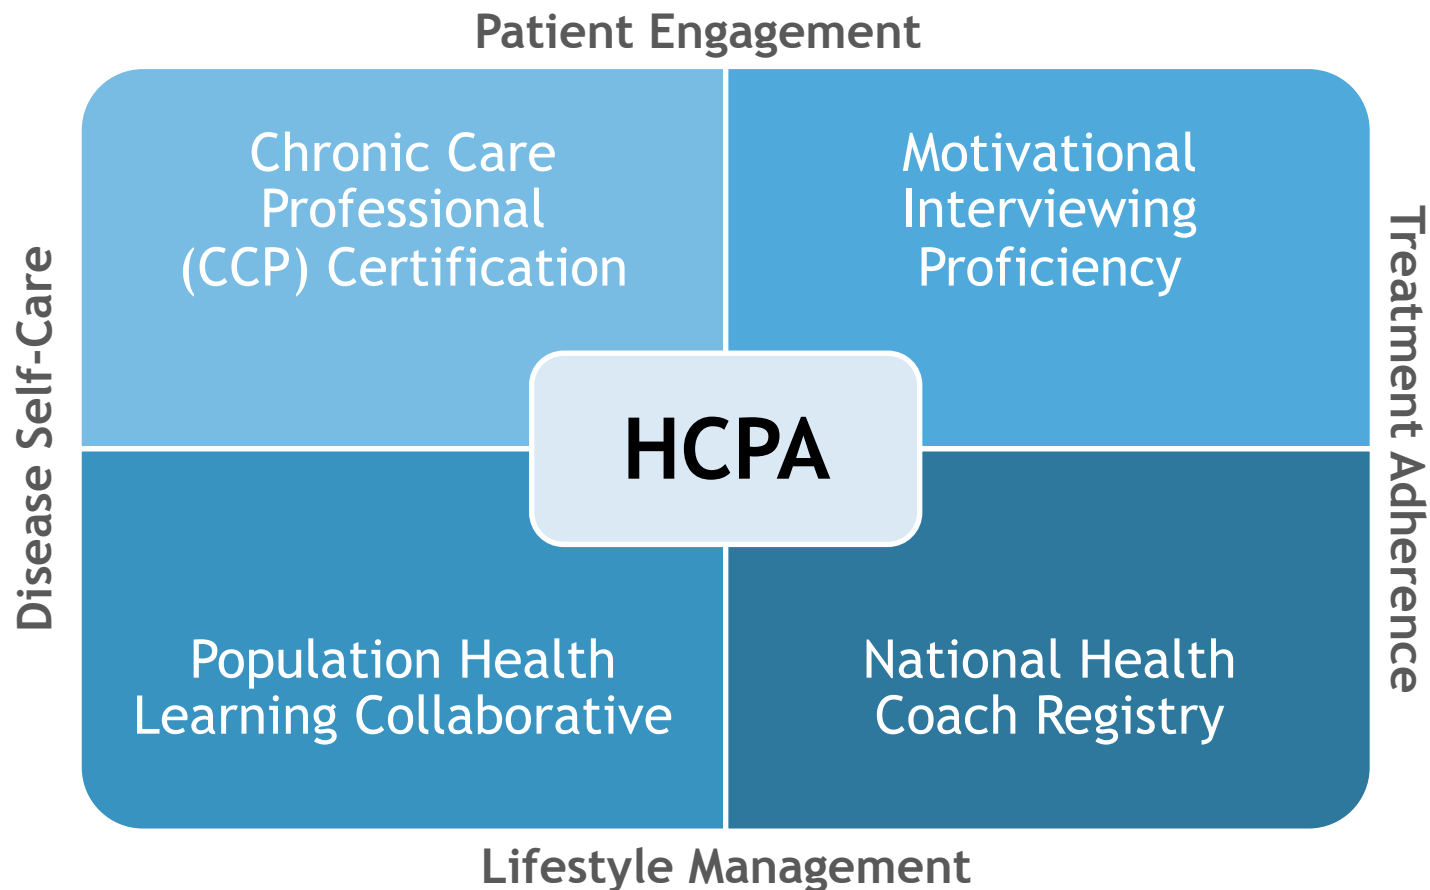 Patient Engagement
Chronic Care
Professional
(CCP) Certification
Motivational
Interviewing
Proficiency
Disease Self-Care
HCPA
Treatment Adherence
Population Health
Learning Collaborative
National Health
Coach Registry
Lifestyle Management